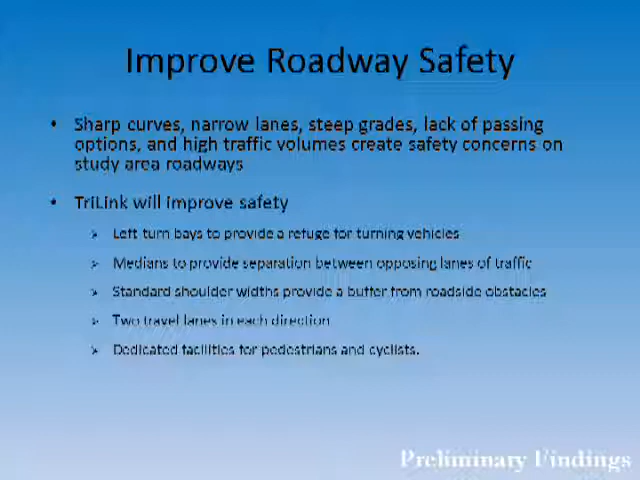 Improve Roadway Safety
• Sharp curves, narrow lanes, steep grades, lack of passing
options, and high traffic volumes create safety concerns on
study area roadways
• TriLink will improve safety
➢ Left turn bays to provide a refuge for turning vehicles
➢ Medians to provide separation between opposing lanes of traffic
➢ Standard shoulder widths provide a buffer from roadside obstacles
➢ Two travel lanes in each direction
➢ Dedicated facilities for pedestrians and cyclists.
Preliminary Findings